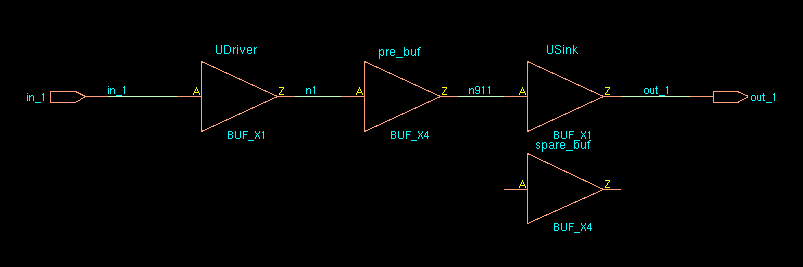 UDriver
pre_buf
USink
in_1
in_1
A
Z
n1
A
Z
n911
A
Z
out_1
out_1
BUF_X1
BUF_X4
BUF_X1
spare_buf
A
Z
BUF_X4